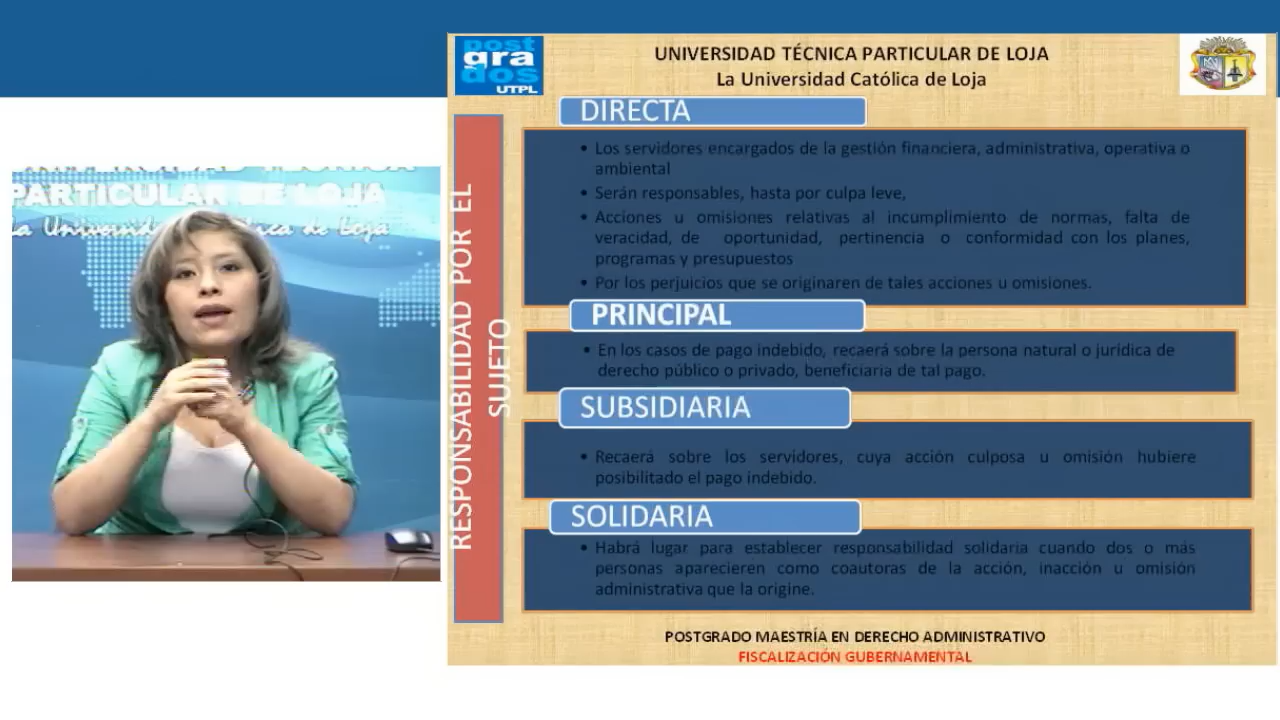 post
gra
dos
UTPL
UNIVERSIDAD TÉCNICA PARTICULAR DE LOJA
La Universidad Católica de Loja
PARTICULAR DE LOJA
RESPONSABILIDAD POR EL
SUJETO
DIRECTA
• Los servidores encargados de la gestión financiera, administrativa, operativa o
ambiental
• Serán responsables, hasta por culpa leve,
• Acciones u omisiones relativas al incumplimiento de normas, falta de
veracidad, de oportunidad, pertinencia o conformidad con los planes,
programas y presupuestos
• Por los perjuicios que se originaren de tales acciones u omisiones.
PRINCIPAL
• En los casos de pago indebido, recaerá sobre la persona natural o jurídica de
derecho público o privado, beneficiaria de tal pago.
SUBSIDIARIA
• Recaerá sobre los servidores, cuya acción culposa u omisión hubiere
posibilitado el pago indebido.
SOLIDARIA
• Habrá lugar para establecer responsabilidad solidaria cuando dos o más
personas aparecieren como coautoras de la acción, inacción u omisión
administrativa que la origine.
POSTGRADO MAESTRÍA EN DERECHO ADMINISTRATIVO
FISCALIZACIÓN GUBERNAMENTAL